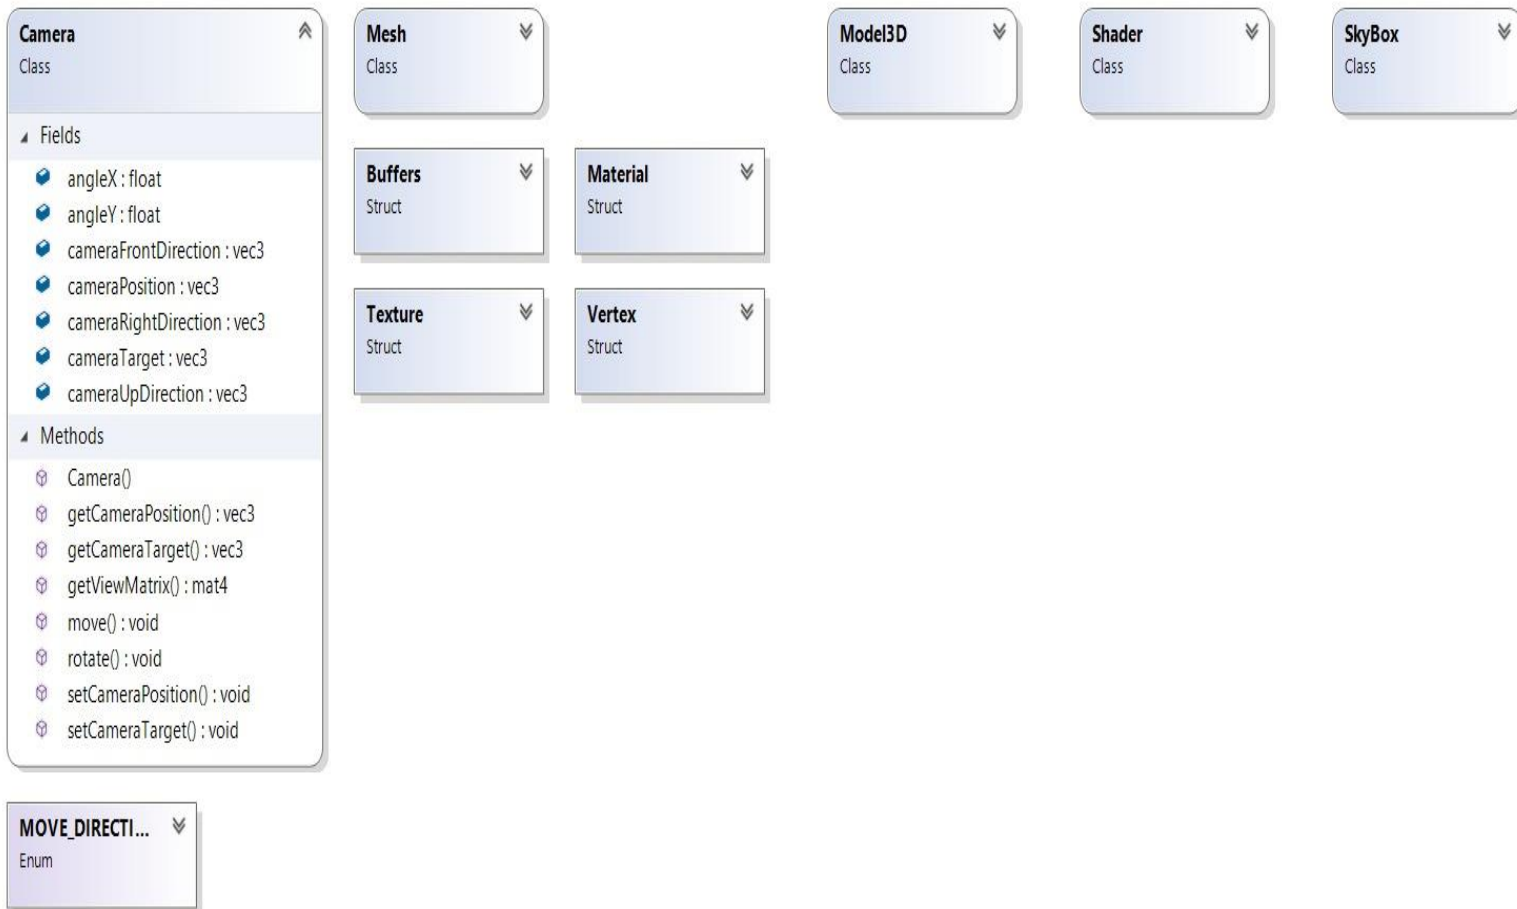 Camera
Class
Fields
angleX : float
angleY : float
cameraFrontDirection : vec3
cameraPosition : vec3
cameraRightDirection : vec3
cameraTarget : vec3
cameraUpDirection : vec3
Methods
Camera()
getCameraPosition() : vec3
getCameraTarget() : vec3
getViewMatrix() : mat4
move() : void
rotate() : void
setCameraPosition() : void
setCameraTarget() : void
MOVE_DIRECTI...
Enum
Mesh
Class
Buffers
Struct
Material
Struct
Texture
Struct
Vertex
Struct
Model3D
Class
Shader
Class
SkyBox
Class